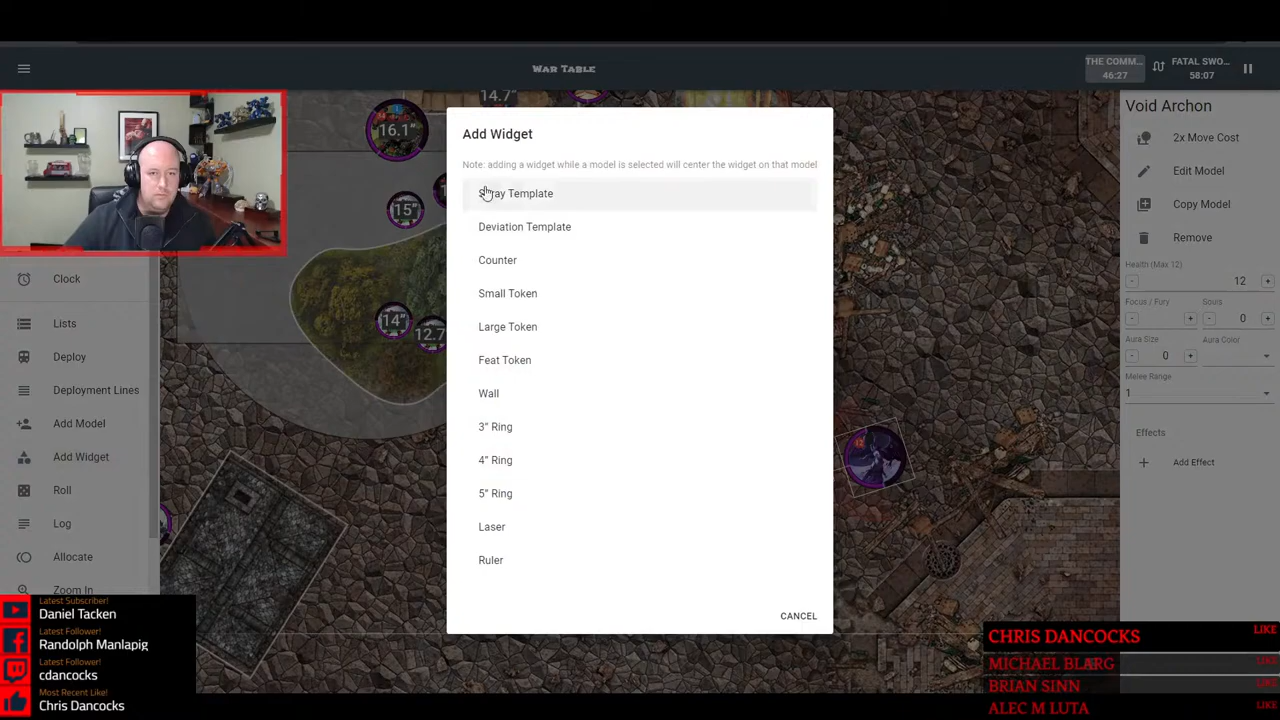 WAR TABLE
THE COMM...
46:27
FATAL SWO...
58:07
14.7"
16.1"
15"
14"
12.7
Clock
Lists
Deploy
Deployment Lines
Add Model
Add Widget
Roll
Log
Allocate
Zoom In
Add Widget
Note: adding a widget while a model is selected will center the widget on that model
Spray Template
Deviation Template
Counter
Small Token
Large Token
Feat Token
Wall
3" Ring
4" Ring
5" Ring
Laser
Ruler
CANCEL
12
Void Archon
2x Move Cost
Edit Model
Copy Model
Remove
Health (Max 12)
- 12 +
Focus / Fury
Souls
- +
- 0 +
Aura Size
Aura Color
- 0 +
Melee Range
1
Effects
+ Add Effect
Latest Subscriber!
Daniel Tacken
Latest Follower!
Randolph Manlapig
Latest Follower!
cdancocks
Most Recent Like!
Chris Dancocks
CHRIS DANCOCKS LIKE
MICHAEL BLARG LIKE
BRIAN SINN LIKE
ALEC M LUTA LIKE